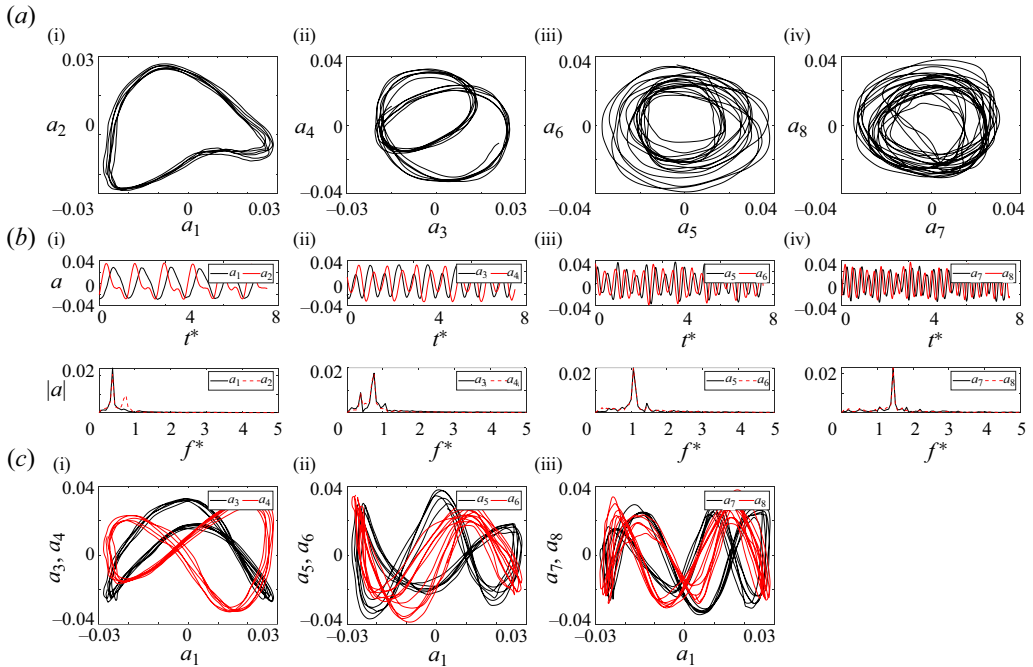 (a)
(i) (ii) (iii) (iv)
0.03 0.04 0.04 0.04
a2 0 a4 0 a6 0 a8 0
−0.04 −0.04 −0.04
−0.03 0 0.03 0 0.03 0 0.04 −0.04 0 0.04
−0.03 a1 a3 a5 a7
(b)
(i) (ii) (iii) (iv)
0.04 a1 a2 0.04 a3 a4 0.04 a5 a6 0.04 a7 a8
a 0 0 0 0
−0.04 −0.04 −0.04 −0.04
0 4 8 0 4 8 0 4 8 0 4 8
t* t* t* t*
0.02 a1 a2 0.02 a3 a4 0.02 a5 a6 0.02 a7 a8
|a|
0 1 2 3 4 5 0 1 2 3 4 5 0 1 2 3 4 5 0 1 2 3 4 5
f* f* f* f*
(c)
(i) (ii) (iii)
0.04 a3 a4 0.04 a5 a6 0.04 a7 a8
a3, a4 0 a5, a6 0 a7, a8 0
−0.04 −0.04 −0.04
−0.03 0 0.03 −0.03 0 0.03 −0.03 0 0.03
a1 a1 a1